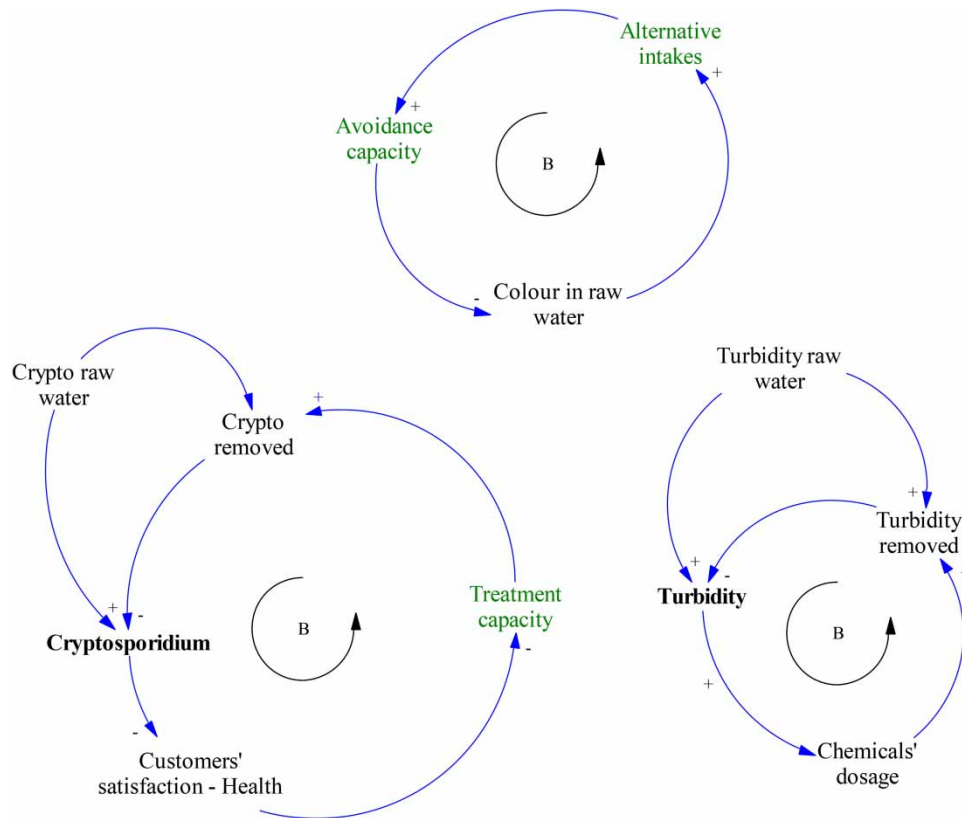 Alternative
intakes
+
+
Avoidance
capacity
B
-
Colour in raw
water
Crypto raw
water
+
Crypto
removed
+
-
Cryptosporidium
B
Treatment
capacity
-
-
Customers'
satisfaction - Health
Turbidity raw
water
+
Turbidity
removed
+
-
Turbidity
B
+
Chemicals'
dosage